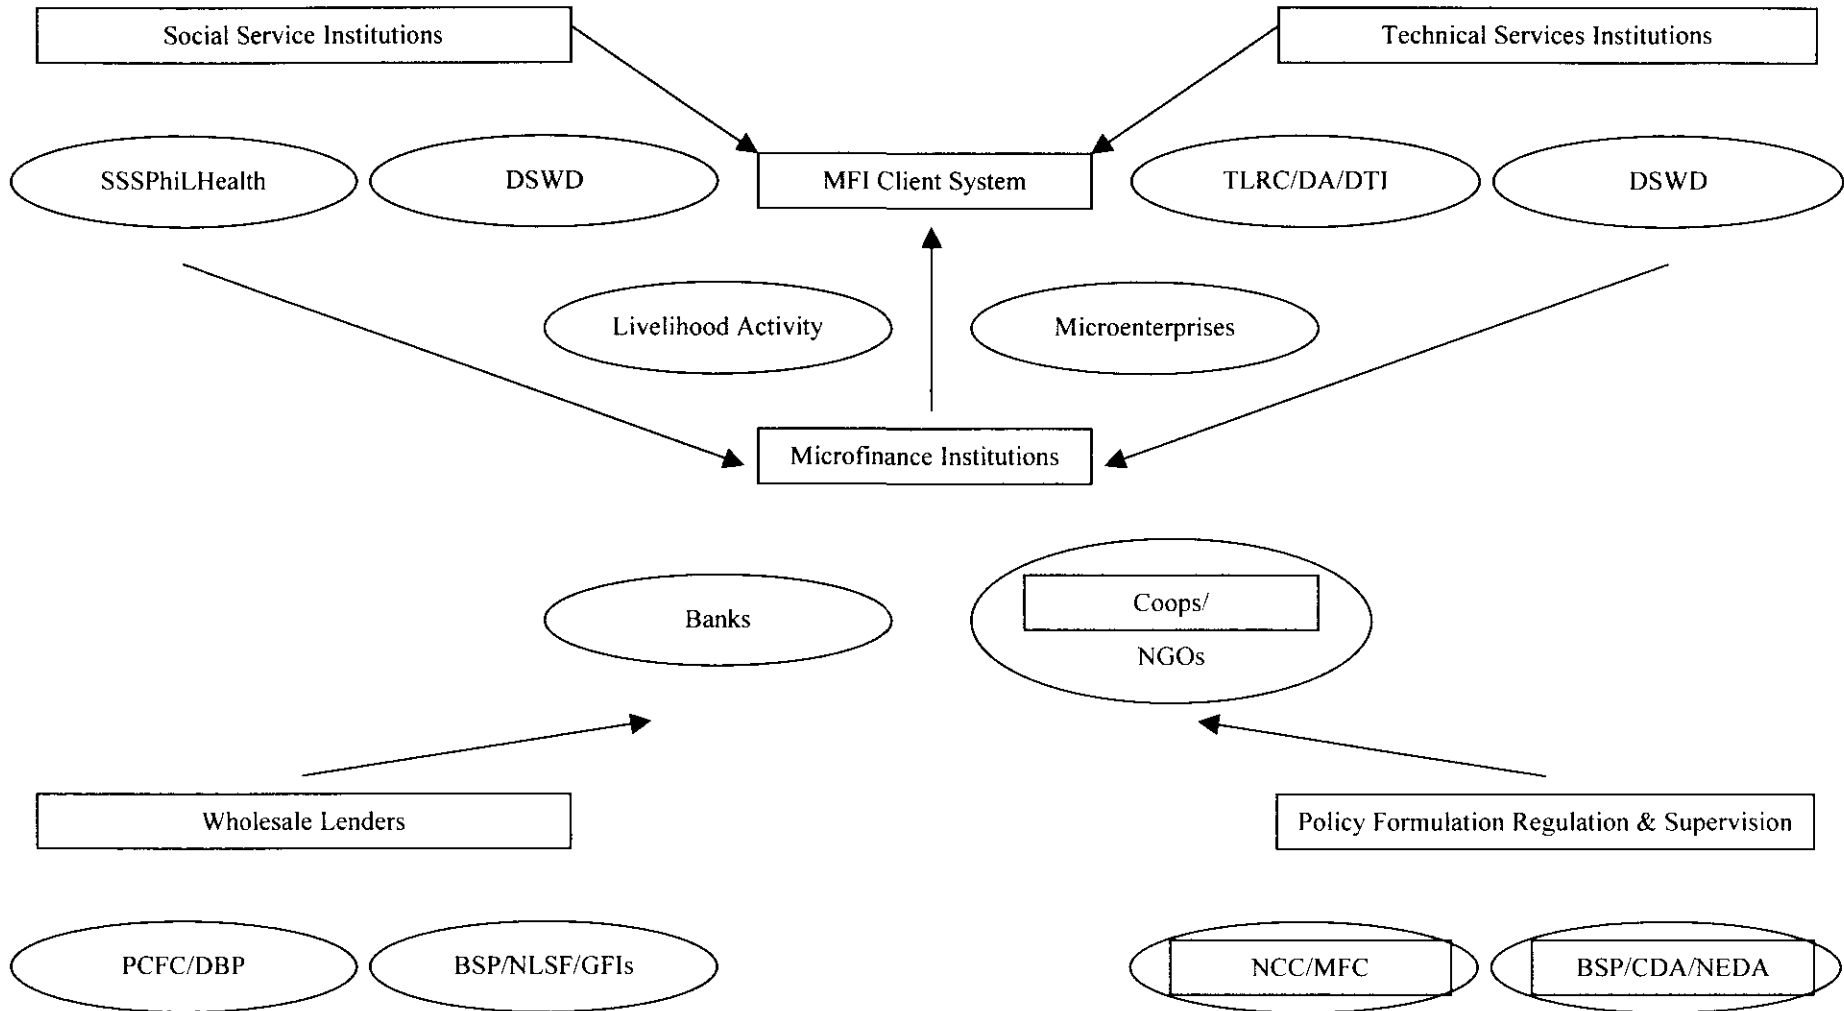 Social Service Institutions
Technical Services Institutions
SSSPhiLHealth
DSWD
MFI Client System
TLRC/DA/DTI
DSWD
Livelihood Activity
Microenterprises
Microfinance Institutions
Banks
Coops/
NGOs
Wholesale Lenders
Policy Formulation Regulation & Supervision
PCFC/DBP
BSP/NLSF/GFIs
NCC/MFC
BSP/CDA/NEDA